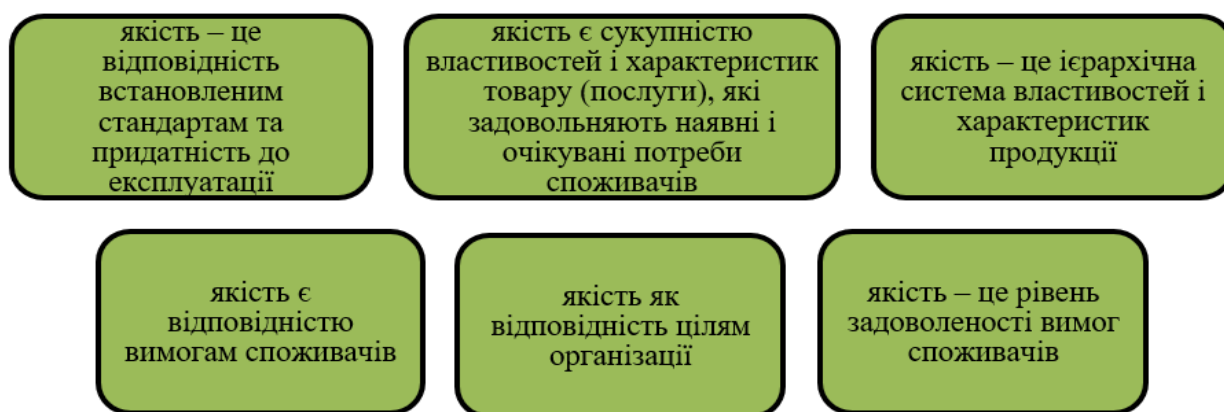 якість – це
відповідність
встановленим
стандартам та
придатність до
експлуатації
якість є сукупністю
властивостей і характеристик
товару (послуги), які
задовольняють наявні і
очікувані потреби
споживачів
якість – це ієрархічна
система властивостей і
характеристик
продукції
якість є
відповідністю
вимогам споживачів
якість як
відповідність цілям
організації
якість – це рівень
задоволеності вимог
споживачів